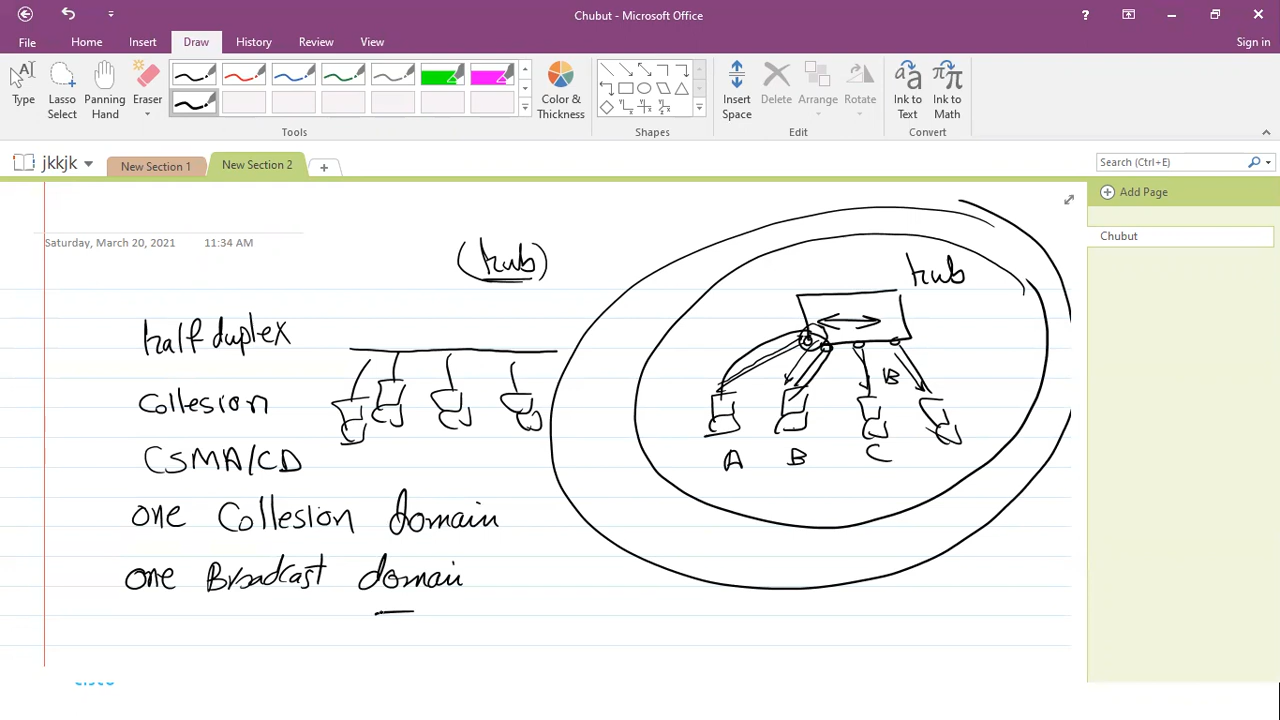 Chubut - Microsoft Office
?
File
Home
Insert
Draw
History
Review
View
Sign in
Type
Lasso Select
Panning Hand
Eraser
Color & Thickness
Insert Space
Delete
Arrange
Rotate
Ink to Text
Ink to Math
Tools
Shapes
Edit
Convert
jkkjk
New Section 1
New Section 2
Search (Ctrl+E)
Add Page
Chubut
Saturday, March 20, 2021
11:34 AM
(hub)
hub
half duplex
Collesion
CSMA/CD
one Collesion domain
one Broadcast domain
B
A B C
cisco